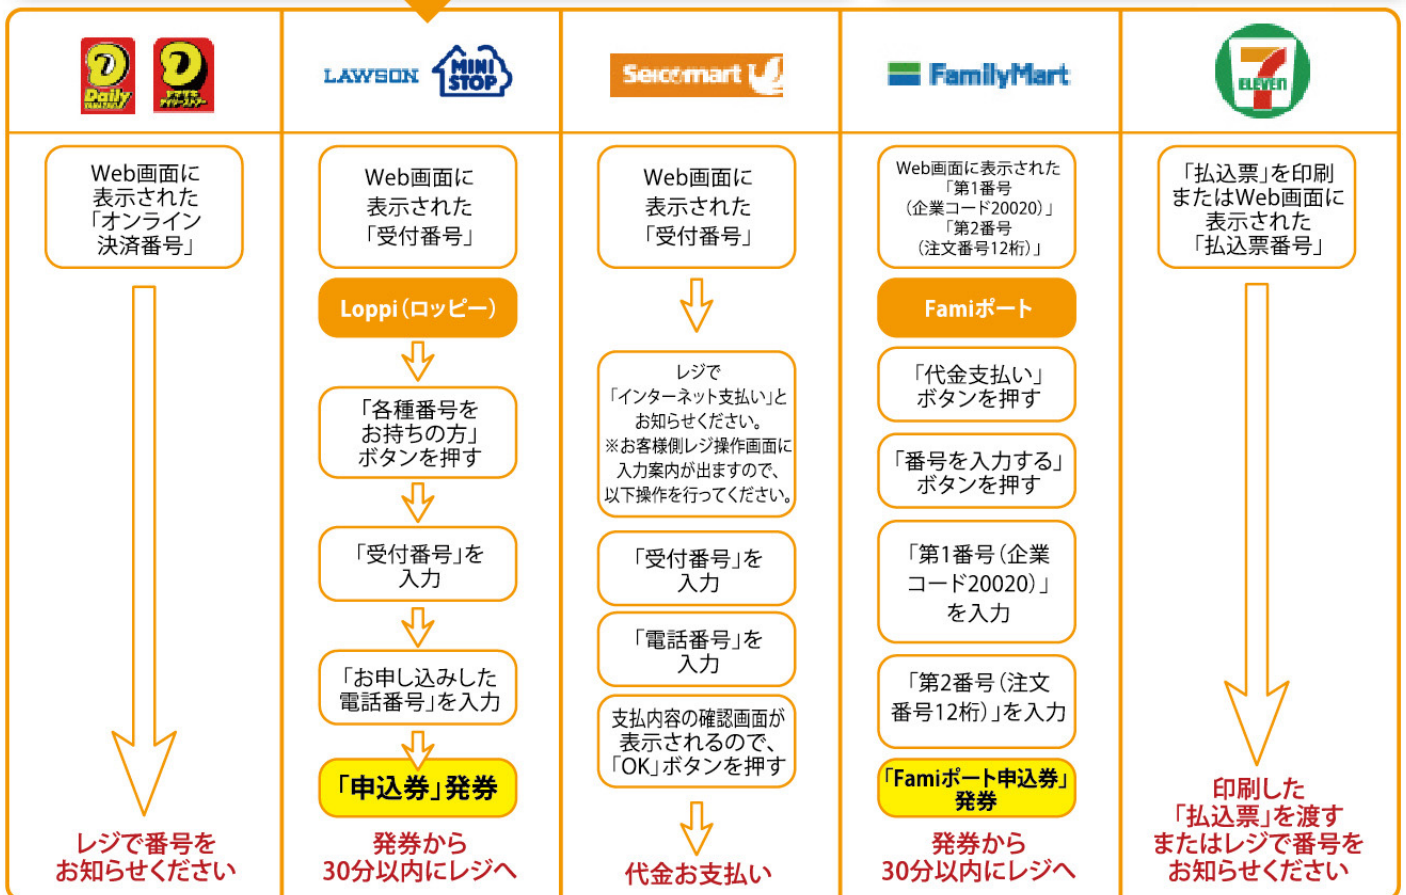 Daily
YAMAZAKI
ヤマザキ
デイリーストアー
Web画面に
表示された
「オンライン
決済番号」
レジで番号を
お知らせください
LAWSON
MINI
STOP
Web画面に
表示された
「受付番号」
Loppi（ロッピー）
「各種番号を
お持ちの方」
ボタンを押す
「受付番号」を
入力
「お申し込みした
電話番号」を入力
「申込券」発券
発券から
30分以内にレジへ
Seicomart
Web画面に
表示された
「受付番号」
レジで
「インターネット支払い」と
お知らせください。
※お客様側レジ操作画面に
入力案内が出ますので、
以下操作を行ってください。
「受付番号」を
入力
「電話番号」を
入力
支払内容の確認画面が
表示されるので、
「OK」ボタンを押す
代金お支払い
FamilyMart
Web画面に表示された
「第1番号
（企業コード20020）」
「第2番号
（注文番号12桁）」
Famiポート
「代金支払い」
ボタンを押す
「番号を入力する」
ボタンを押す
「第1番号（企業
コード20020）」
を入力
「第2番号（注文
番号12桁）」を入力
「Famiポート申込券」
発券
発券から
30分以内にレジへ
7
ELEVEN
「払込票」を印刷
またはWeb画面に
表示された
「払込票番号」
印刷した
「払込票」を渡す
またはレジで番号を
お知らせください